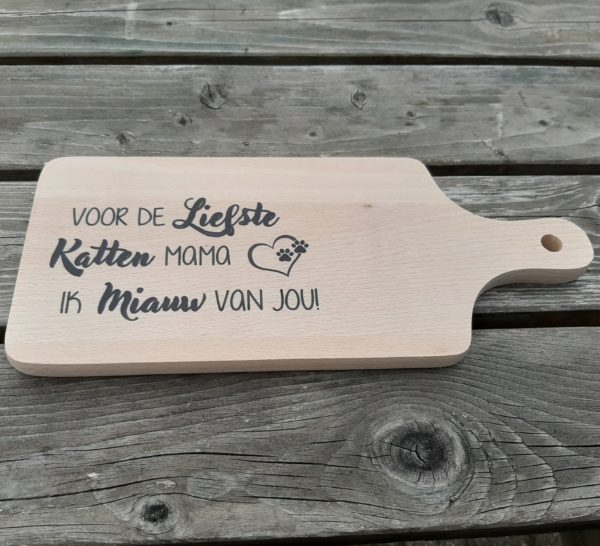 VOOR DE Liefste
Katten MAMA
IK Miauw VAN JOU!